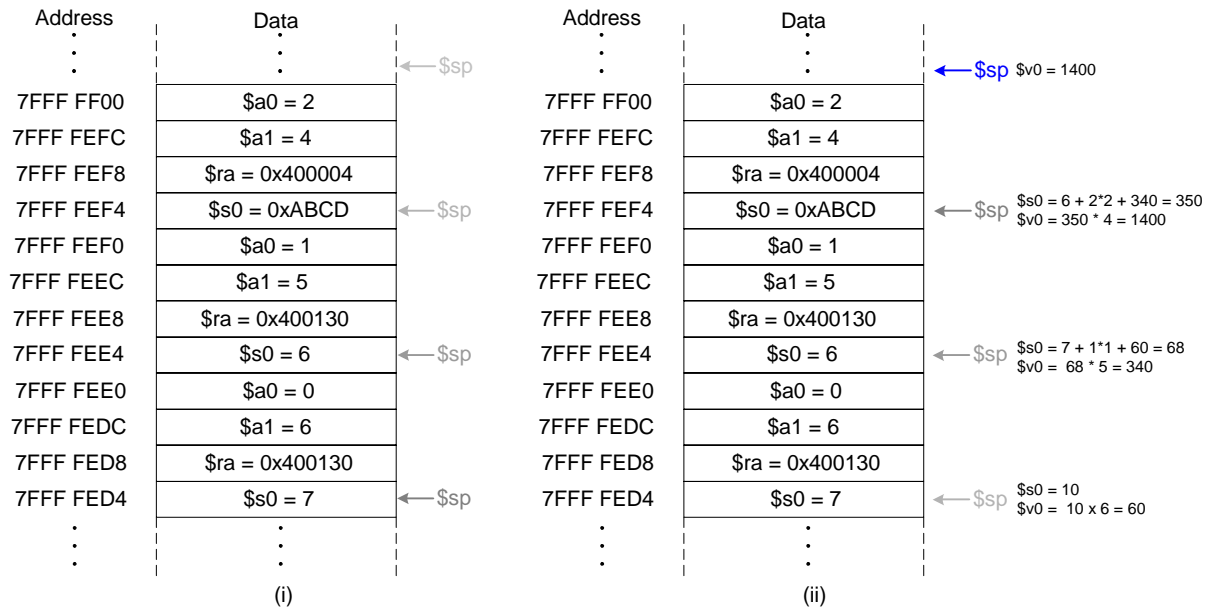 Address Data
$sp
7FFF FF00 $a0 = 2
7FFF FEFC $a1 = 4
7FFF FEF8 $ra = 0x400004
7FFF FEF4 $s0 = 0xABCD $sp
7FFF FEF0 $a0 = 1
7FFF FEEC $a1 = 5
7FFF FEE8 $ra = 0x400130
7FFF FEE4 $s0 = 6 $sp
7FFF FEE0 $a0 = 0
7FFF FEDC $a1 = 6
7FFF FED8 $ra = 0x400130
7FFF FED4 $s0 = 7 $sp
(i)
Address Data
$sp $v0 = 1400
7FFF FF00 $a0 = 2
7FFF FEFC $a1 = 4
7FFF FEF8 $ra = 0x400004
7FFF FEF4 $s0 = 0xABCD $sp $s0 = 6 + 2*2 + 340 = 350
$v0 = 350 * 4 = 1400
7FFF FEF0 $a0 = 1
7FFF FEEC $a1 = 5
7FFF FEE8 $ra = 0x400130
7FFF FEE4 $s0 = 6 $sp $s0 = 7 + 1*1 + 60 = 68
$v0 = 68 * 5 = 340
7FFF FEE0 $a0 = 0
7FFF FEDC $a1 = 6
7FFF FED8 $ra = 0x400130
7FFF FED4 $s0 = 7 $sp $s0 = 10
$v0 = 10 x 6 = 60
(ii)